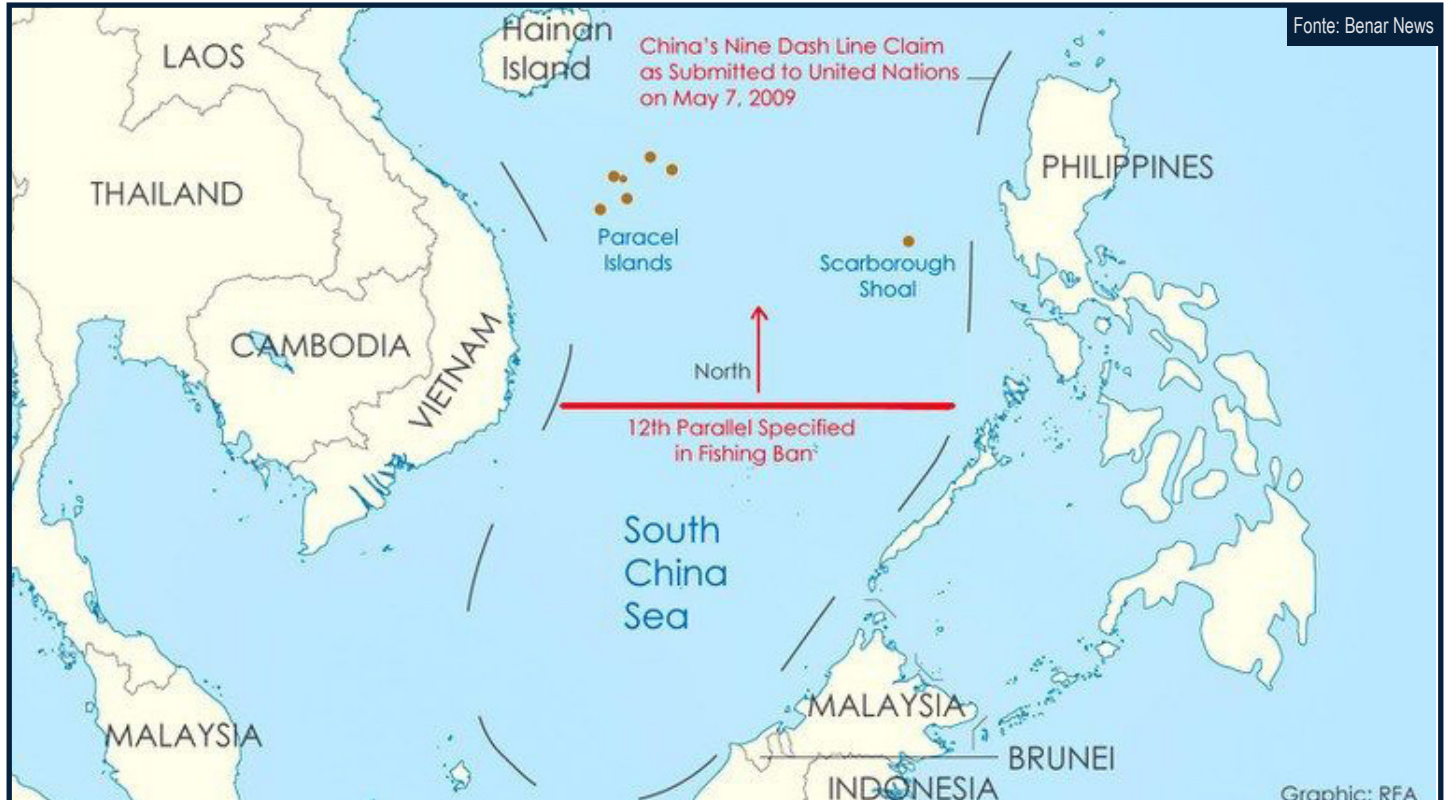 Fonte: Benar News
Hainan
Island
China's Nine Dash Line Claim
as Submitted to United Nations
on May 7, 2009
LAOS
THAILAND
PHILIPPINES
Paracel
Islands
Scarborough
Shoal
CAMBODIA
VIETNAM
North
12th Parallel Specified
in Fishing Ban
South
China
Sea
MALAYSIA
MALAYSIA
BRUNEI
INDONESIA
Graphic: RFA